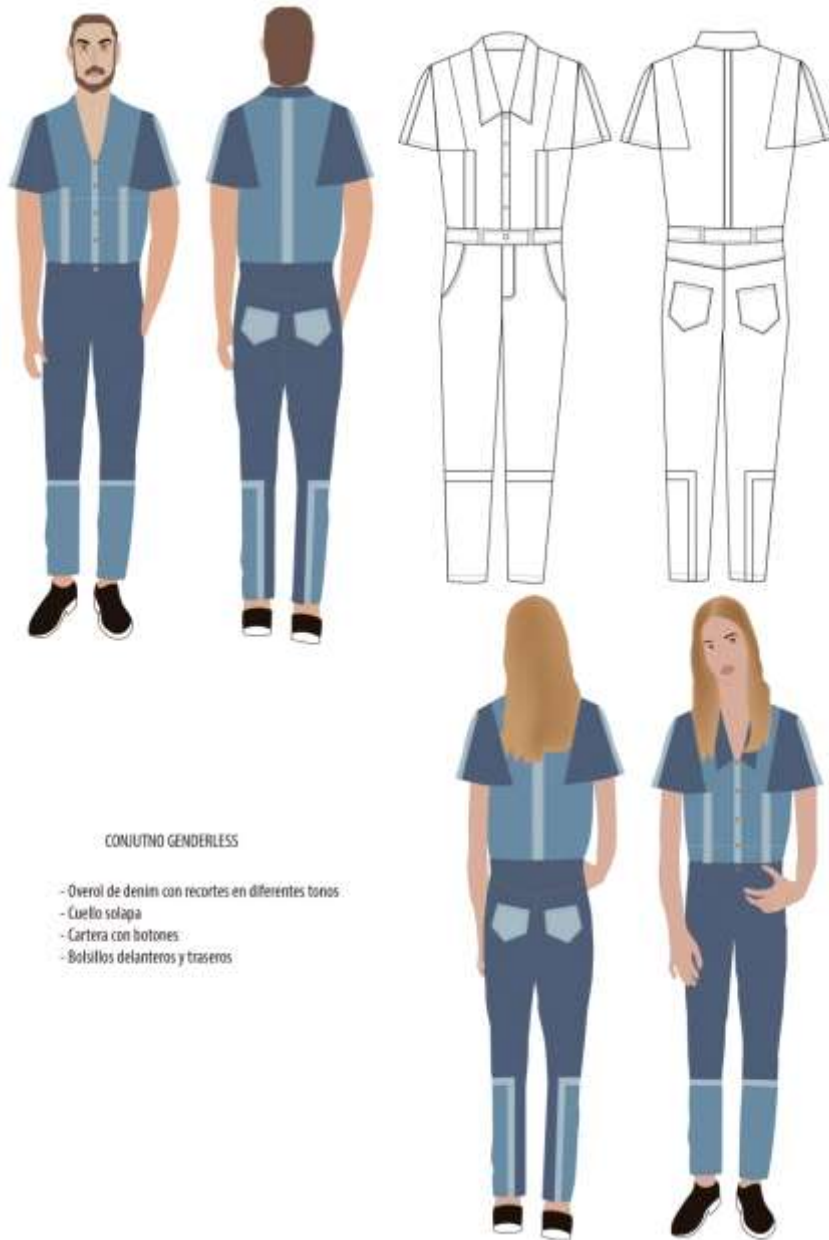 CONJUTNO GENDERLESS
- Overol de denim con recortes en diferentes tonos
- Cuello solapa
- Cartera con botones
- Bolsillos delanteros y traseros